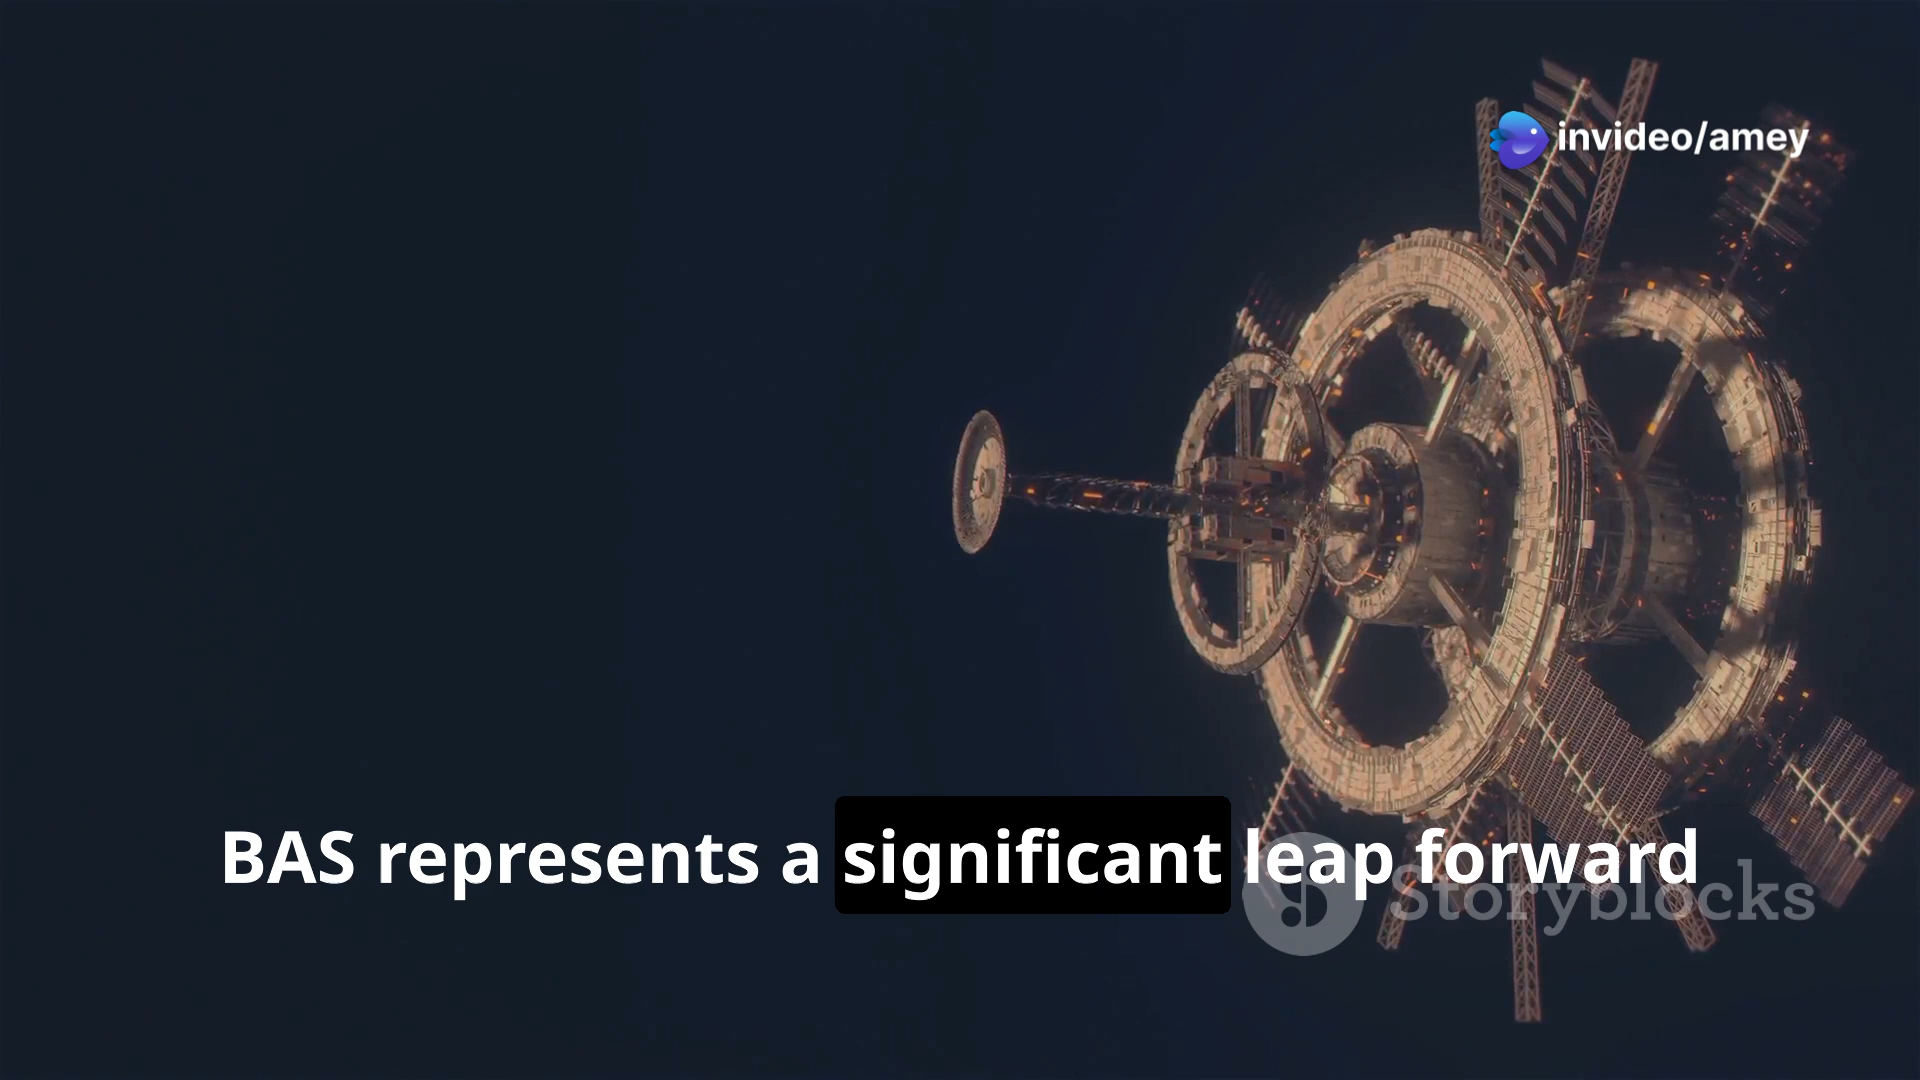 invideo/amey
BAS represents a significant leap forward
Storyblocks